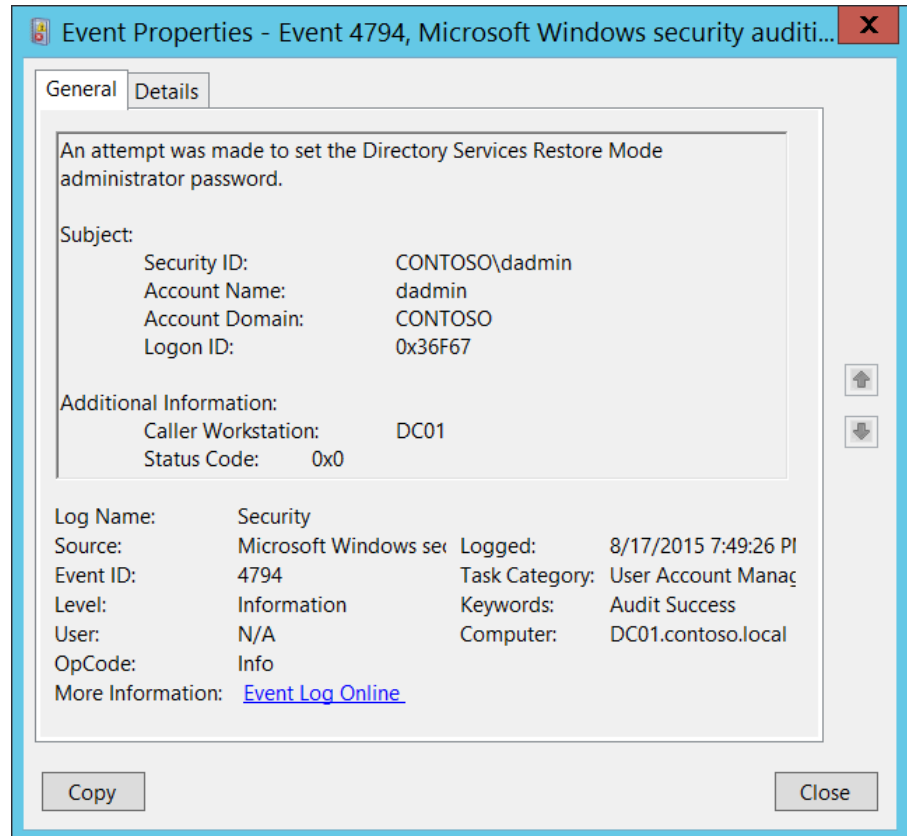 Event Properties - Event 4794, Microsoft Windows security auditi...
X
General Details
An attempt was made to set the Directory Services Restore Mode
administrator password.
Subject:
Security ID: CONTOSO\dadmin
Account Name: dadmin
Account Domain: CONTOSO
Logon ID: 0x36F67
Additional Information:
Caller Workstation: DC01
Status Code: 0x0
Log Name: Security
Source: Microsoft Windows sec Logged: 8/17/2015 7:49:26 PM
Event ID: 4794 Task Category: User Account Manag
Level: Information Keywords: Audit Success
User: N/A Computer: DC01.contoso.local
OpCode: Info
More Information: Event Log Online
Copy Close